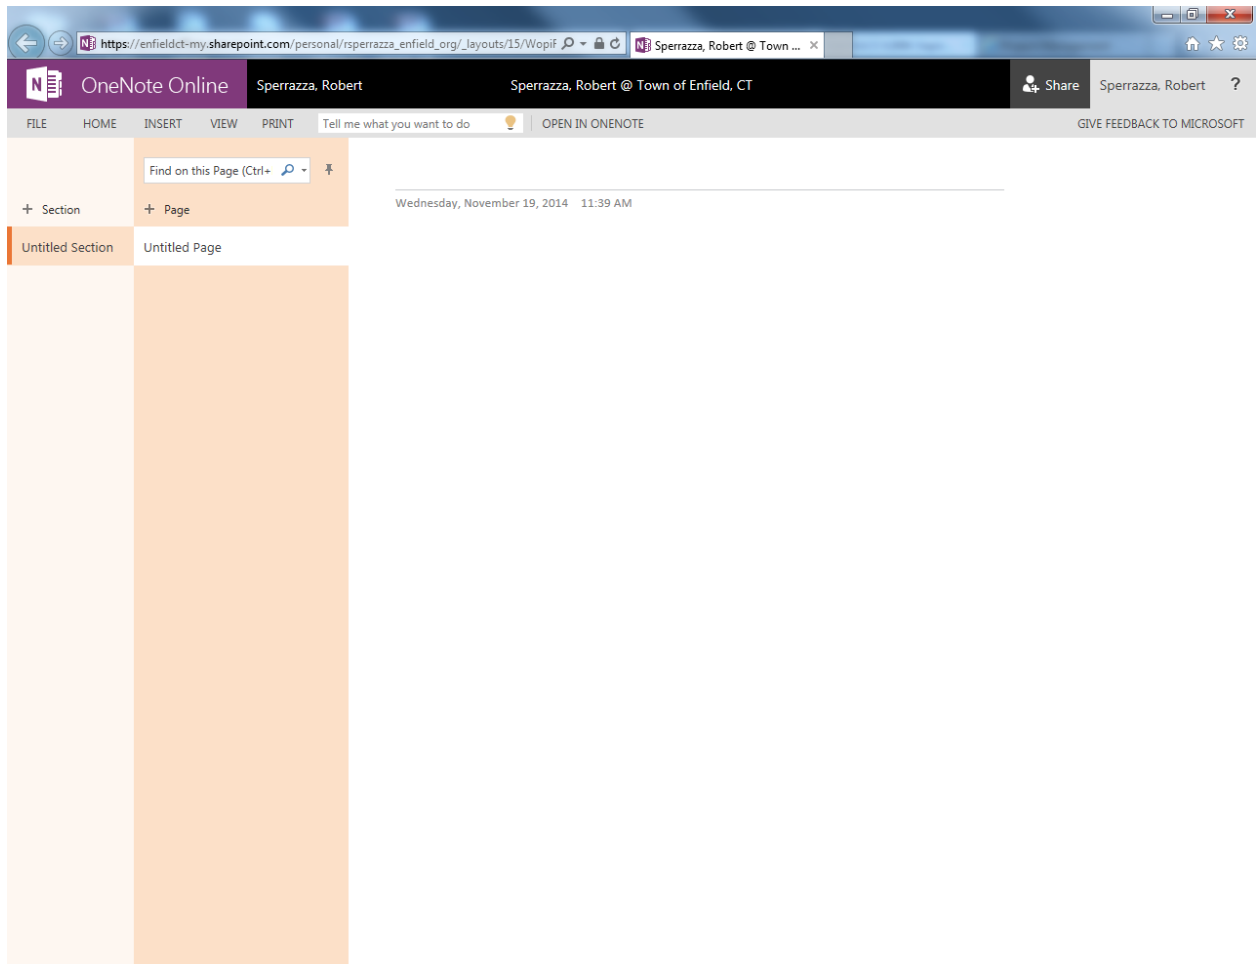 https://enfieldct-my.sharepoint.com/personal/rsperrazza_enfield_org/_layouts/15/WopiF
Sperrazza, Robert @ Town ...
OneNote Online
Sperrazza, Robert
Sperrazza, Robert @ Town of Enfield, CT
Share
Sperrazza, Robert
?
FILE HOME INSERT VIEW PRINT Tell me what you want to do OPEN IN ONENOTE GIVE FEEDBACK TO MICROSOFT
Find on this Page (Ctrl+
+ Section
+ Page
Wednesday, November 19, 2014 11:39 AM
Untitled Section
Untitled Page